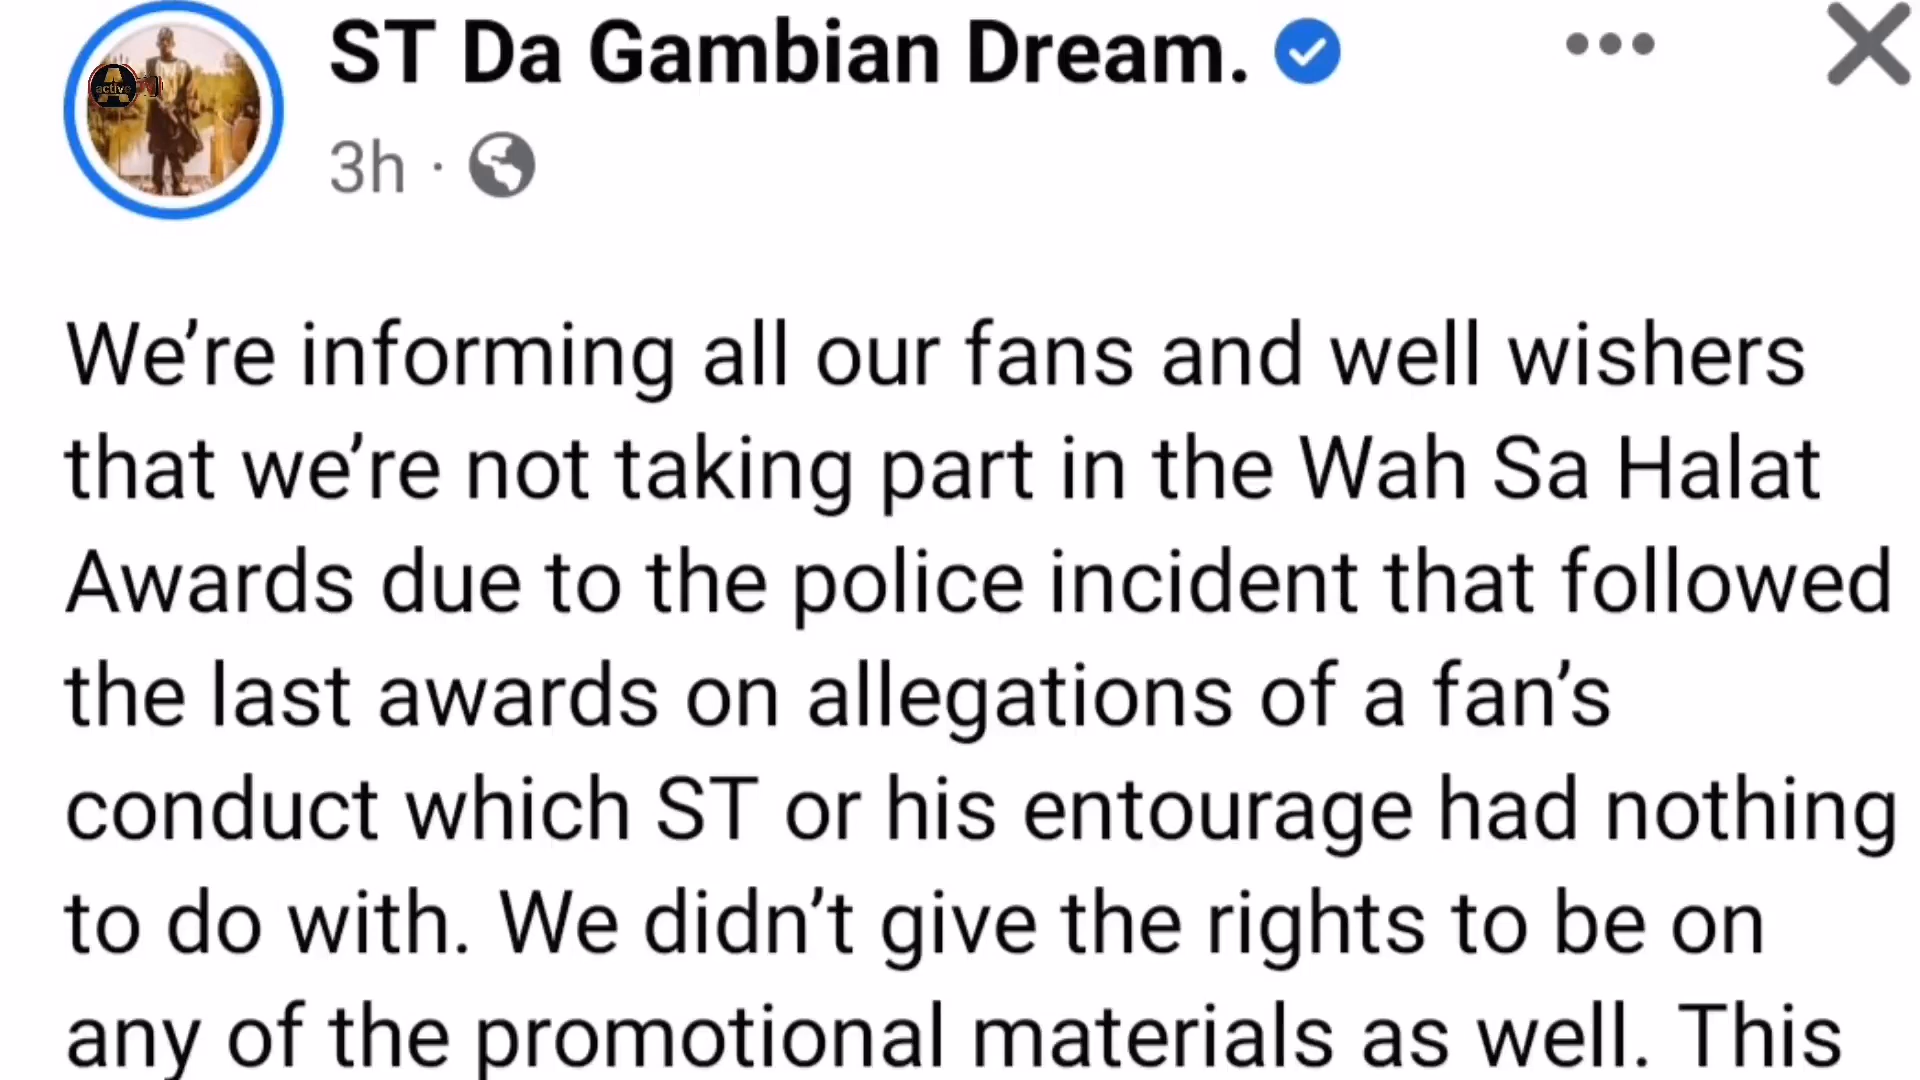 ST Da Gambian Dream.
3h ·
active
We’re informing all our fans and well wishers
that we’re not taking part in the Wah Sa Halat
Awards due to the police incident that followed
the last awards on allegations of a fan’s
conduct which ST or his entourage had nothing
to do with. We didn’t give the rights to be on
any of the promotional materials as well. This